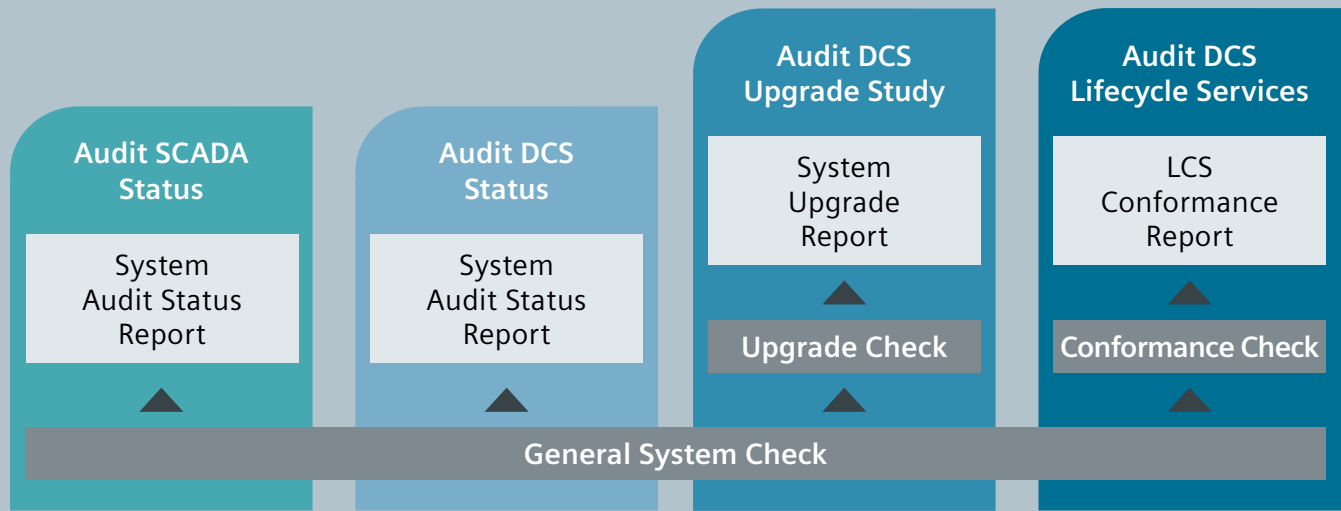 Audit SCADA
Status
System
Audit Status
Report
Audit DCS
Status
System
Audit Status
Report
Audit DCS
Upgrade Study
System
Upgrade
Report
Upgrade Check
Audit DCS
Lifecycle Services
LCS
Conformance
Report
Conformance Check
General System Check